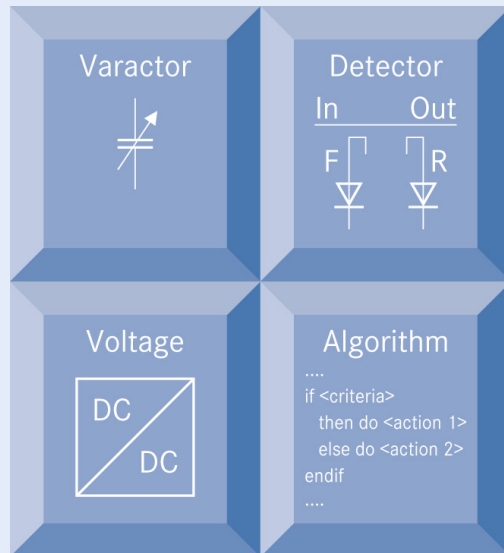 Varactor
Detector
In Out
F R
Voltage
DC
DC
Algorithm
....
if <criteria>
then do <action 1>
else do <action 2>
endif
....